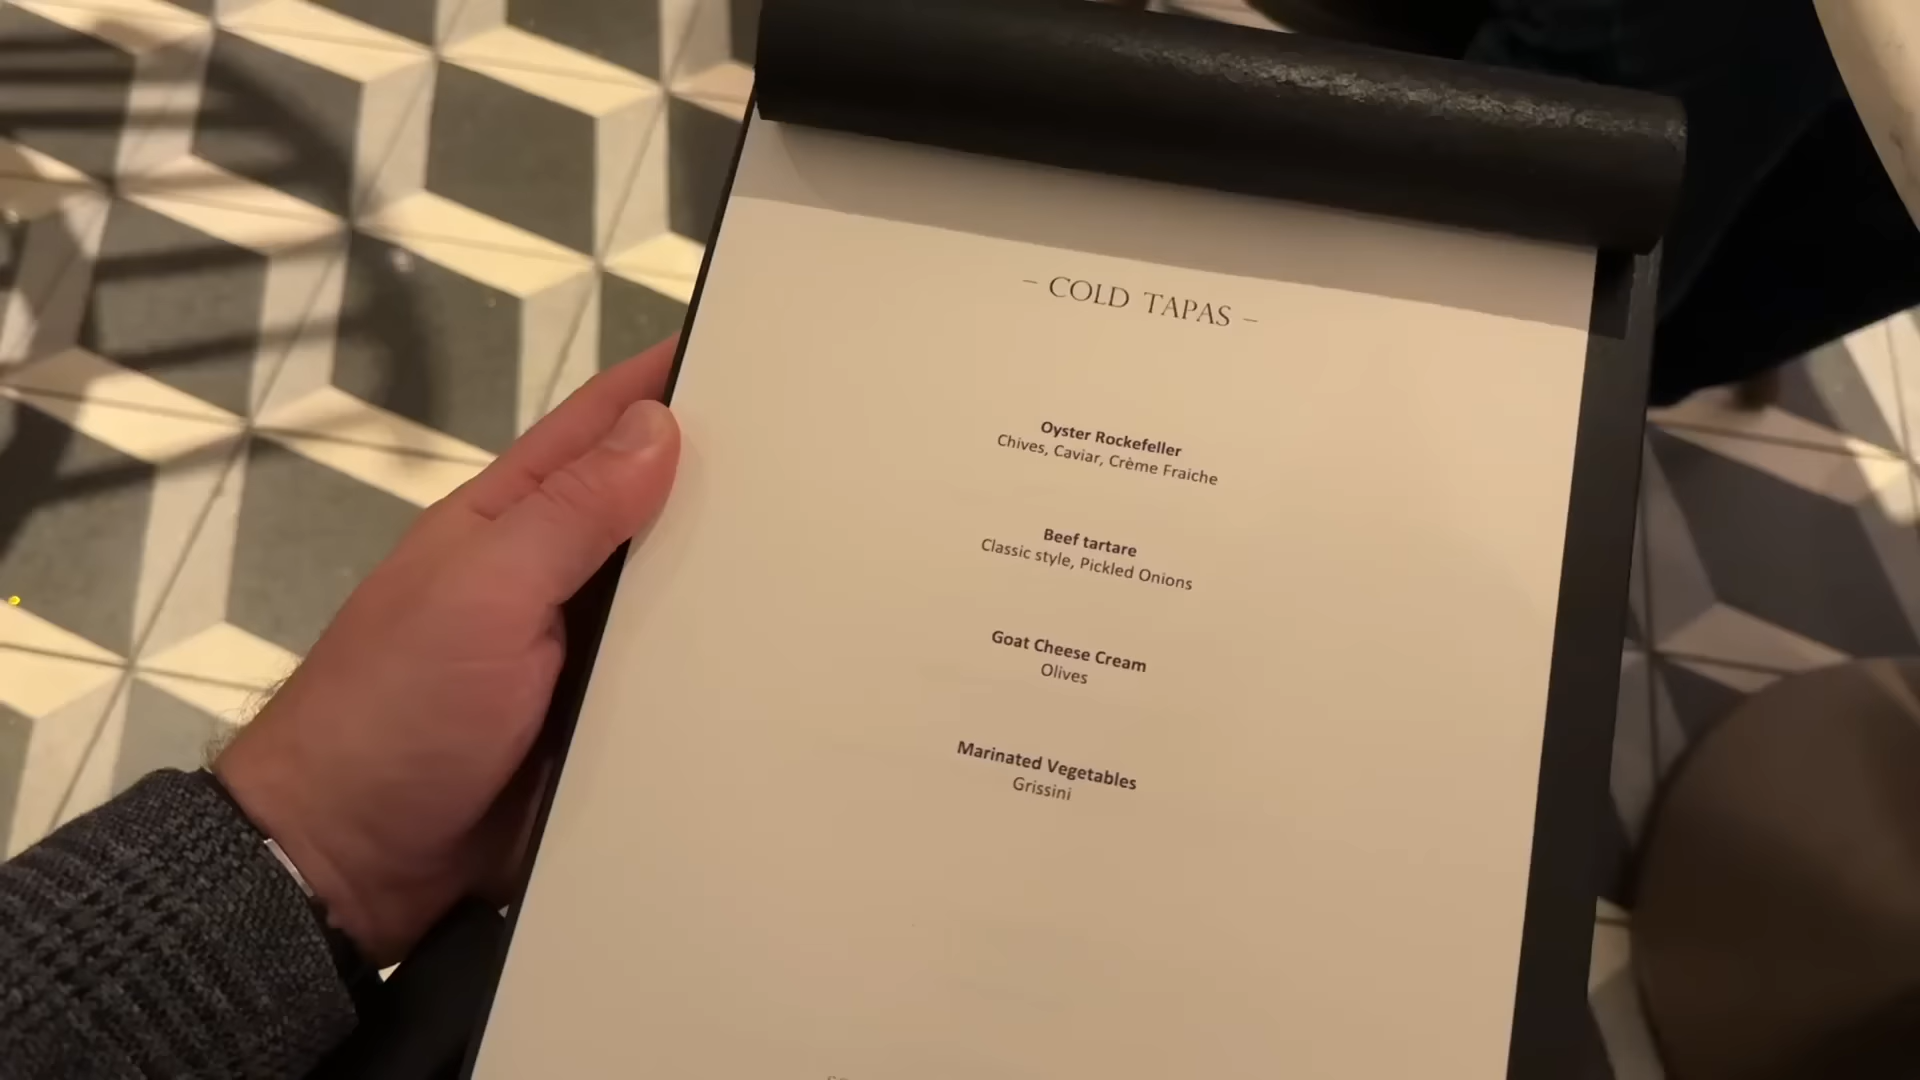 – COLD TAPAS –
Oyster Rockefeller
Chives, Caviar, Crème Fraiche
Beef tartare
Classic style, Pickled Onions
Goat Cheese Cream
Olives
Marinated Vegetables
Grissini